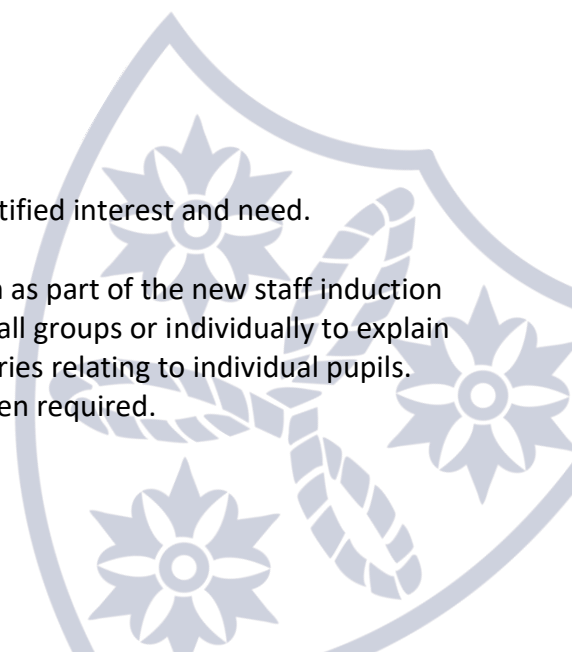 tified interest and need.
as part of the new staff induction
all groups or individually to explain
ries relating to individual pupils.
en required.